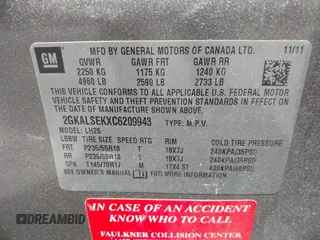 GM
MFD BY GENERAL MOTORS OF CANADA LTD. 11/11
GVWR GAWR FRT GAWR RR
2250 KG 1175 KG 1240 KG
4960 LB 2590 LB 2733 LB
THIS VEHICLE CONFORMS TO ALL APPLICABLE U.S. FEDERAL MOTOR
VEHICLE SAFETY AND THEFT PREVENTION STANDARDS IN EFFECT ON
THE DATE OF MANUFACTURE SHOWN ABOVE.
2GKALSEKXC6209943 TYPE: M.P.V.
MODEL: LH26
LBB TIRE SIZE SPEED RTG RIM COLD TIRE PRESSURE
FRT P235/55R18 T 18X7J 240KPA(35PSI)
RR P235/55R18 T 18X7J 240KPA(35PSI)
SPA T145/70R17 M 17X4.5T 420KPA(60PSI)
SEE OWNER'S MANUAL
IN CASE OF AN ACCIDENT
KNOW WHO TO CALL
FAULKNER COLLISION CENTER
DREAMBID